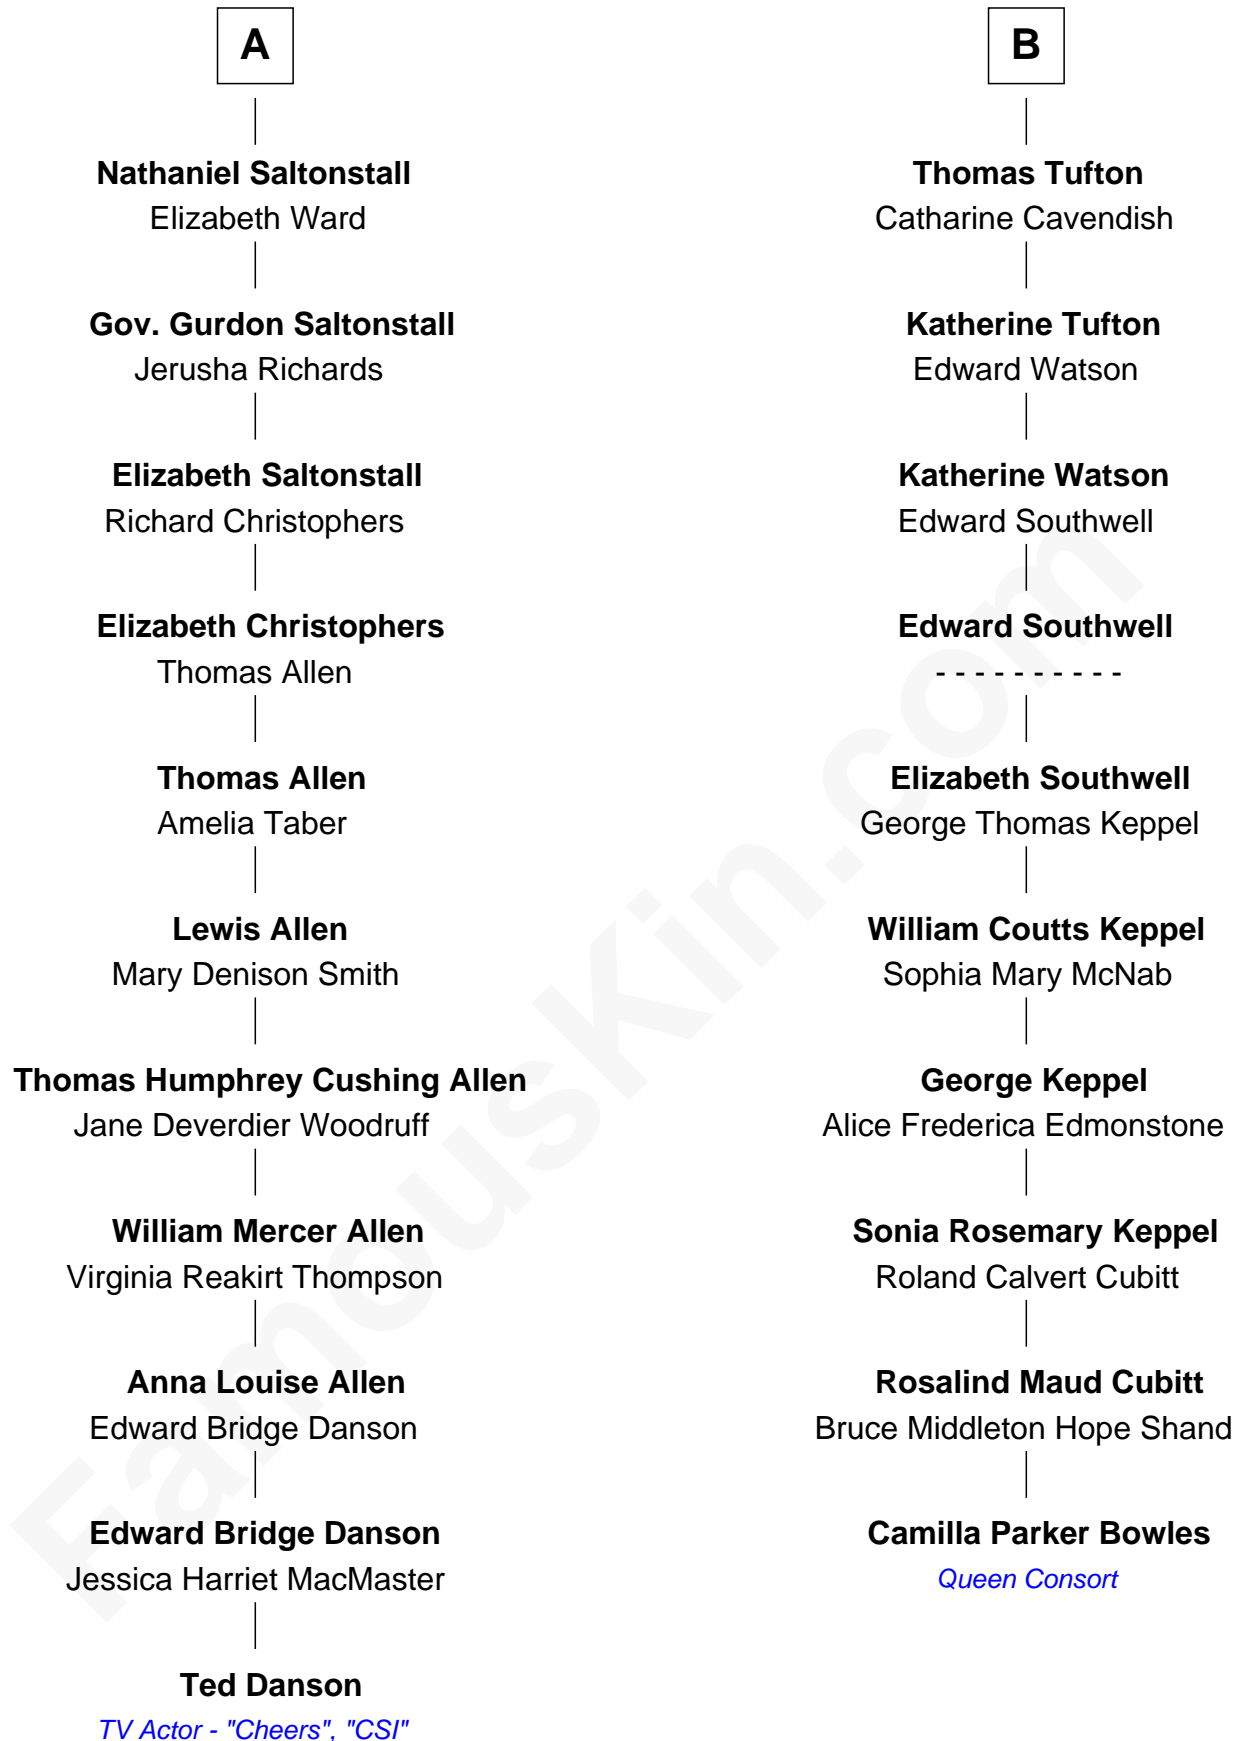 A
Nathaniel Saltonstall
Elizabeth Ward
Gov. Gurdon Saltonstall
Jerusha Richards
Elizabeth Saltonstall
Richard Christophers
Elizabeth Christophers
Thomas Allen
Thomas Allen
Amelia Taber
Lewis Allen
Mary Denison Smith
Thomas Humphrey Cushing Allen
Jane Deverdier Woodruff
William Mercer Allen
Virginia Reakirt Thompson
Anna Louise Allen
Edward Bridge Danson
Edward Bridge Danson
Jessica Harriet MacMaster
Ted Danson
TV Actor - "Cheers", "CSI"
B
Thomas Tufton
Catharine Cavendish
Katherine Tufton
Edward Watson
Katherine Watson
Edward Southwell
Edward Southwell
- - - - - - - - - -
Elizabeth Southwell
George Thomas Keppel
William Coutts Keppel
Sophia Mary McNab
George Keppel
Alice Frederica Edmonstone
Sonia Rosemary Keppel
Roland Calvert Cubitt
Rosalind Maud Cubitt
Bruce Middleton Hope Shand
Camilla Parker Bowles
Queen Consort
FamousKin.com